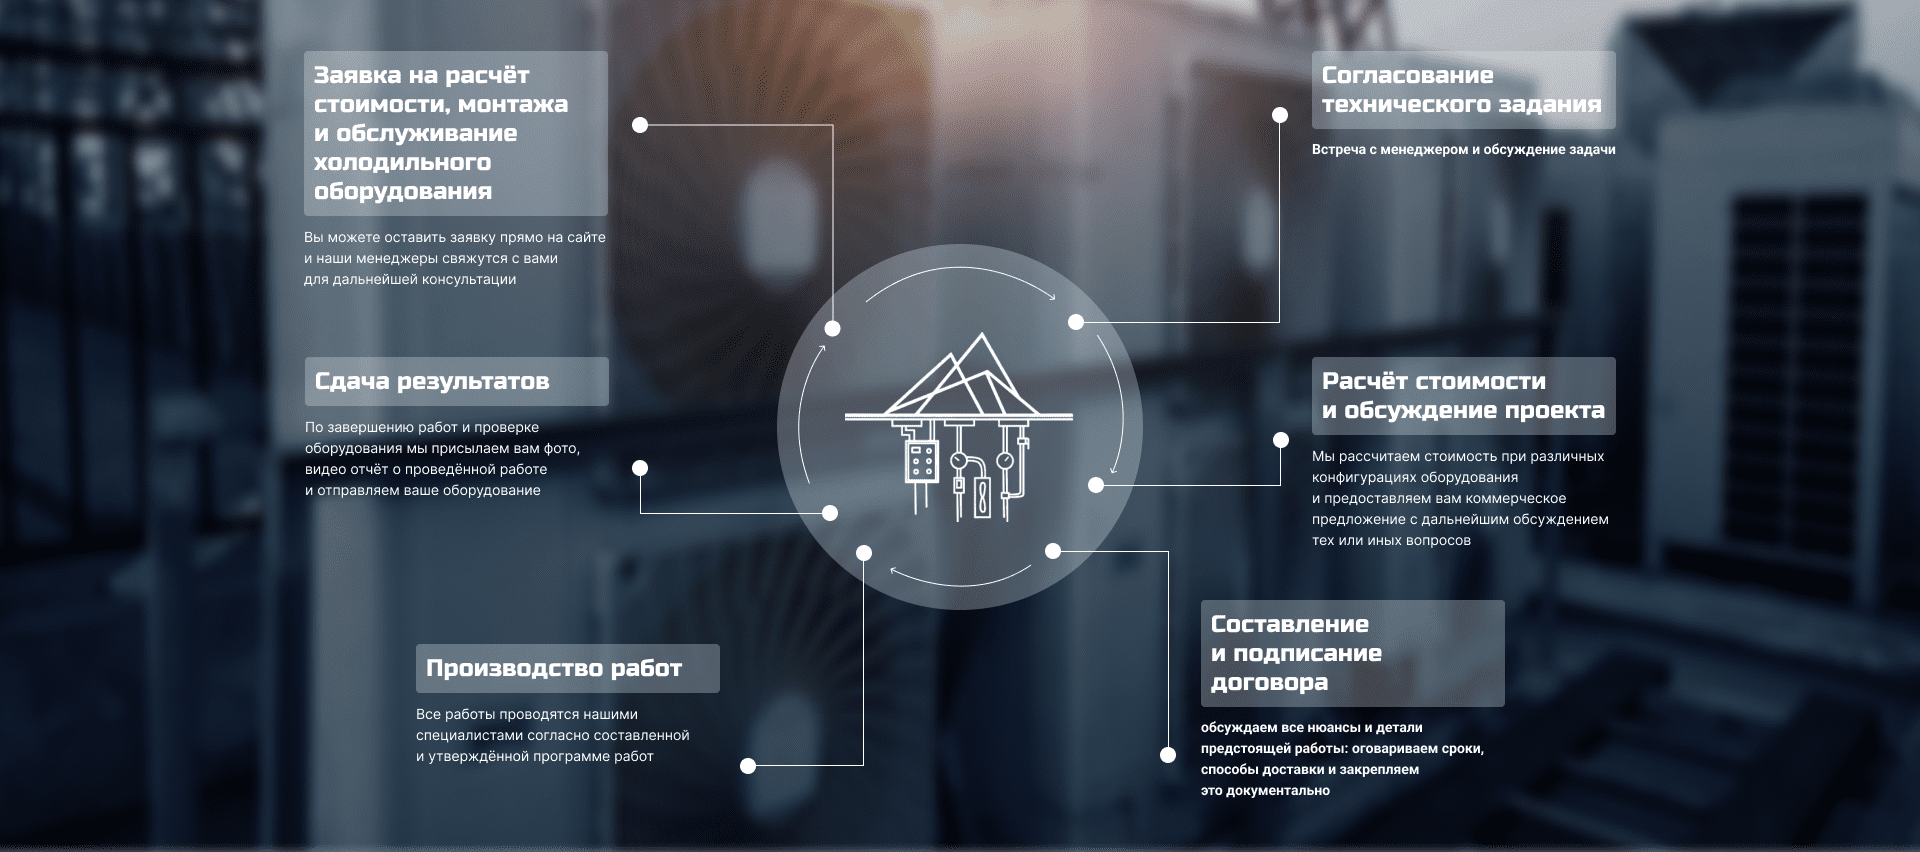 Заявка на расчёт
стоимости, монтажа
и обслуживание
холодильного
оборудования
Вы можете оставить заявку прямо на сайте
и наши менеджеры свяжутся с вами
для дальнейшей консультации
Согласование
технического задания
Встреча с менеджером и обсуждение задачи
Расчёт стоимости
и обсуждение проекта
Мы рассчитаем стоимость при различных
конфигурациях оборудования
и предоставляем вам коммерческое
предложение с дальнейшим обсуждением
тех или иных вопросов
Составление
и подписание
договора
обсуждаем все нюансы и детали
предстоящей работы: оговариваем сроки,
способы доставки и закрепляем
это документально
Производство работ
Все работы проводятся нашими
специалистами согласно составленной
и утверждённой программе работ
Сдача результатов
По завершению работ и проверке
оборудования мы присылаем вам фото,
видео отчёт о проведённой работе
и отправляем ваше оборудование